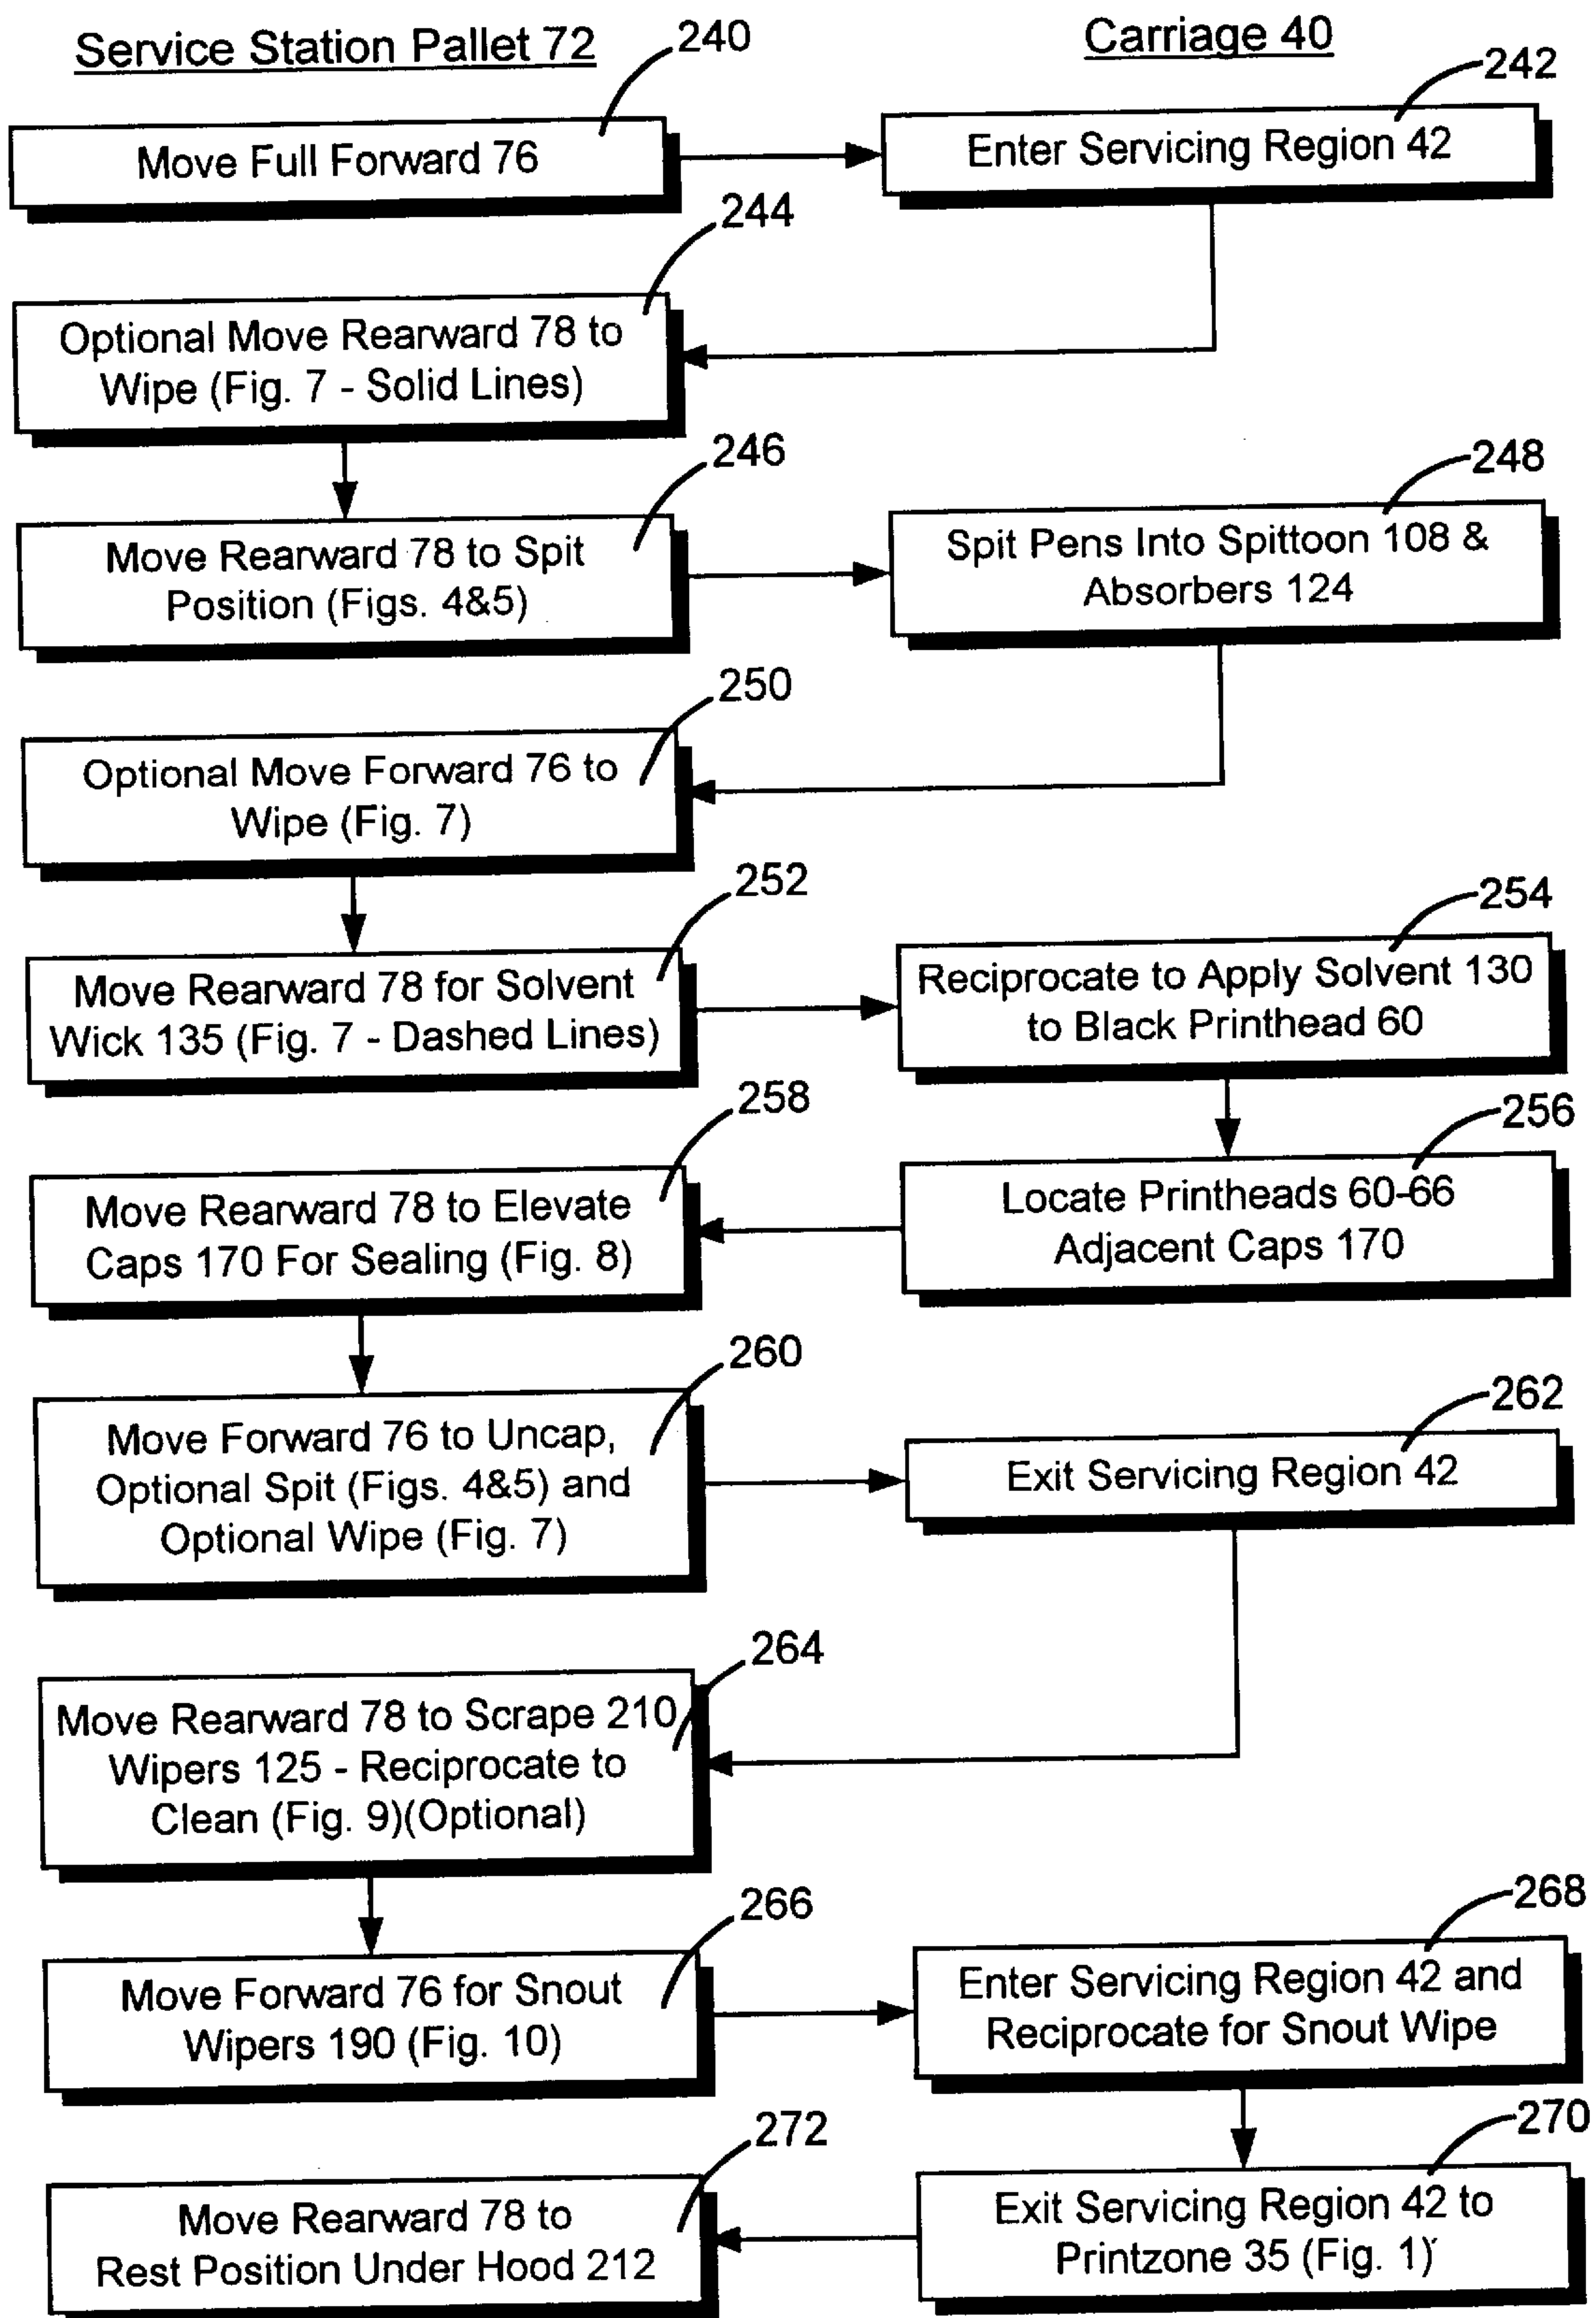 Service Station Pallet 72
240
Carriage 40
242
Move Full Forward 76
Enter Servicing Region 42
244
Optional Move Rearward 78 to
Wipe (Fig. 7 - Solid Lines)
246
248
Move Rearward 78 to Spit
Position (Figs. 4&5)
Spit Pens Into Spittoon 108 &
Absorbers 124
250
Optional Move Forward 76 to
Wipe (Fig. 7)
252
254
Move Rearward 78 for Solvent
Wick 135 (Fig. 7 - Dashed Lines)
Reciprocate to Apply Solvent 130
to Black Printhead 60
258
256
Move Rearward 78 to Elevate
Caps 170 For Sealing (Fig. 8)
Locate Printheads 60-66
Adjacent Caps 170
260
262
Move Forward 76 to Uncap,
Optional Spit (Figs. 4&5) and
Optional Wipe (Fig. 7)
Exit Servicing Region 42
264
Move Rearward 78 to Scrape 210
Wipers 125 - Reciprocate to
Clean (Fig. 9)(Optional)
266
268
Move Forward 76 for Snout
Wipers 190 (Fig. 10)
Enter Servicing Region 42 and
Reciprocate for Snout Wipe
272
270
Move Rearward 78 to
Rest Position Under Hood 212
Exit Servicing Region 42 to
Printzone 35 (Fig. 1)